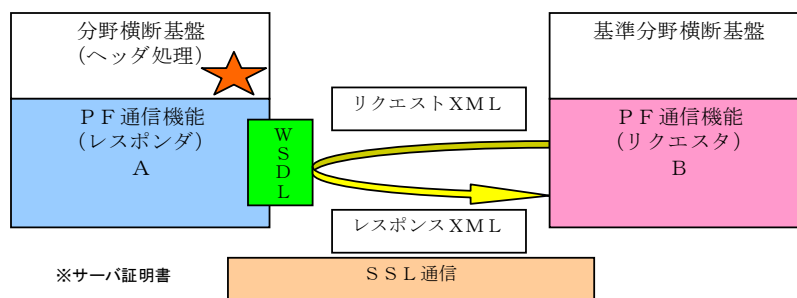 分野横断基盤
(ヘッダ処理)
ＰＦ通信機能
(レスポンダ)
Ａ
ＷＳＤＬ
リクエストＸＭＬ
レスポンスＸＭＬ
基準分野横断基盤
ＰＦ通信機能
(リクエスタ)
Ｂ
※サーバ証明書
ＳＳＬ通信